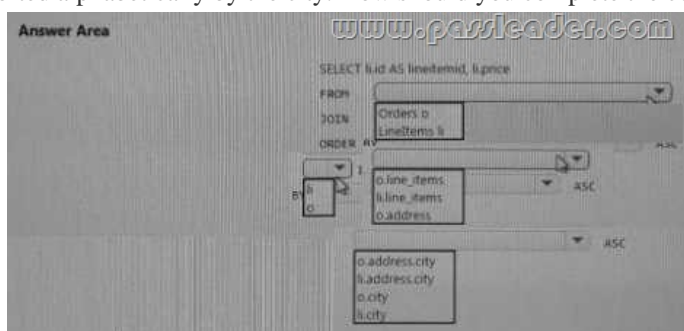 Answer Area
www.passleader.com
SELECT li.id AS lineitemid, li.price
FROM
Orders o
JOIN
LineItems li
ORDER BY
ASC
li
o
BY
o.line_items
li.line_items
o.address
ASC
ASC
o.address.city
li.address.city
o.city
li.city